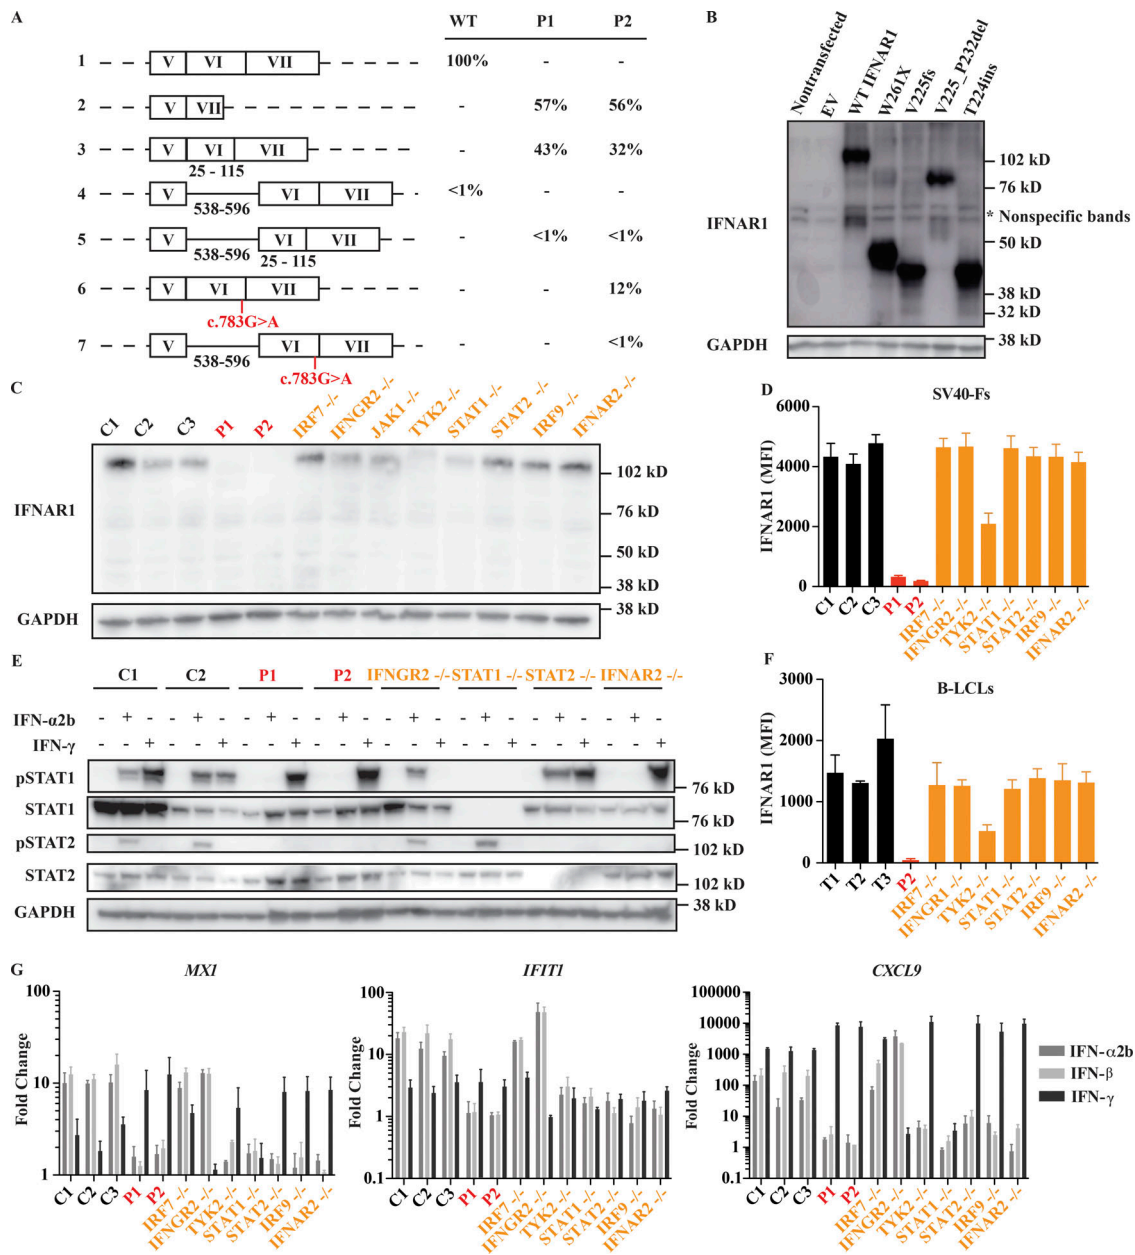 A
WT P1 P2
1 V VI VII 100% - -
2 V VII - 57% 56%
3 V VI VII - 43% 32%
25 - 115
4 V VI VII <1% - -
538-596
5 V VI VII - <1% <1%
538-596 25 - 115
6 V VI VII - - 12%
c.783G>A
7 V VI VII - - <1%
538-596
c.783G>A
B
Nontransfected EV WT IFNAR1 W261X V225fs V225_P232del T224ins
102 kD
76 kD
* Nonspecific bands
IFNAR1
50 kD
38 kD
32 kD
38 kD
GAPDH
C
C1 C2 C3 P1 P2 IRF7 -/- IFNGR2 -/- JAK1 -/- TYK2 -/- STAT1 -/- STAT2 -/- IRF9 -/- IFNAR2 -/-
102 kD
IFNAR1
76 kD
50 kD
38 kD
38 kD
GAPDH
D
SV40-Fs
IFNAR1 (MFI)
6000
4000
2000
0
C1 C2 C3 P1 P2 IRF7 -/- IFNGR2 -/- TYK2 -/- STAT1 -/- STAT2 -/- IRF9 -/- IFNAR2 -/-
E
C1 C2 P1 P2 IFNGR2 -/- STAT1 -/- STAT2 -/- IFNAR2 -/-
IFN-α2b - + - - + - - + - - + - - + - - + - - + - - + -
IFN-γ - - + - - + - - + - - + - - + - - + - - + - - +
pSTAT1
76 kD
STAT1
76 kD
pSTAT2
102 kD
STAT2
102 kD
38 kD
GAPDH
F
B-LCLs
IFNAR1 (MFI)
3000
2000
1000
0
T1 T2 T3 P2 IRF7 -/- IFNGR1 -/- TYK2 -/- STAT1 -/- STAT2 -/- IRF9 -/- IFNAR2 -/-
G
MX1
Fold Change
100
10
1
C1 C2 C3 P1 P2 IRF7 -/- IFNGR2 -/- TYK2 -/- STAT1 -/- STAT2 -/- IRF9 -/- IFNAR2 -/-
IFIT1
Fold Change
100
10
1
0.1
C1 C2 C3 P1 P2 IRF7 -/- IFNGR2 -/- TYK2 -/- STAT1 -/- STAT2 -/- IRF9 -/- IFNAR2 -/-
CXCL9
Fold Change
100000
10000
1000
100
10
1
0.1
C1 C2 C3 P1 P2 IRF7 -/- IFNGR2 -/- TYK2 -/- STAT1 -/- STAT2 -/- IRF9 -/- IFNAR2 -/-
IFN-α2b
IFN-β
IFN-γ